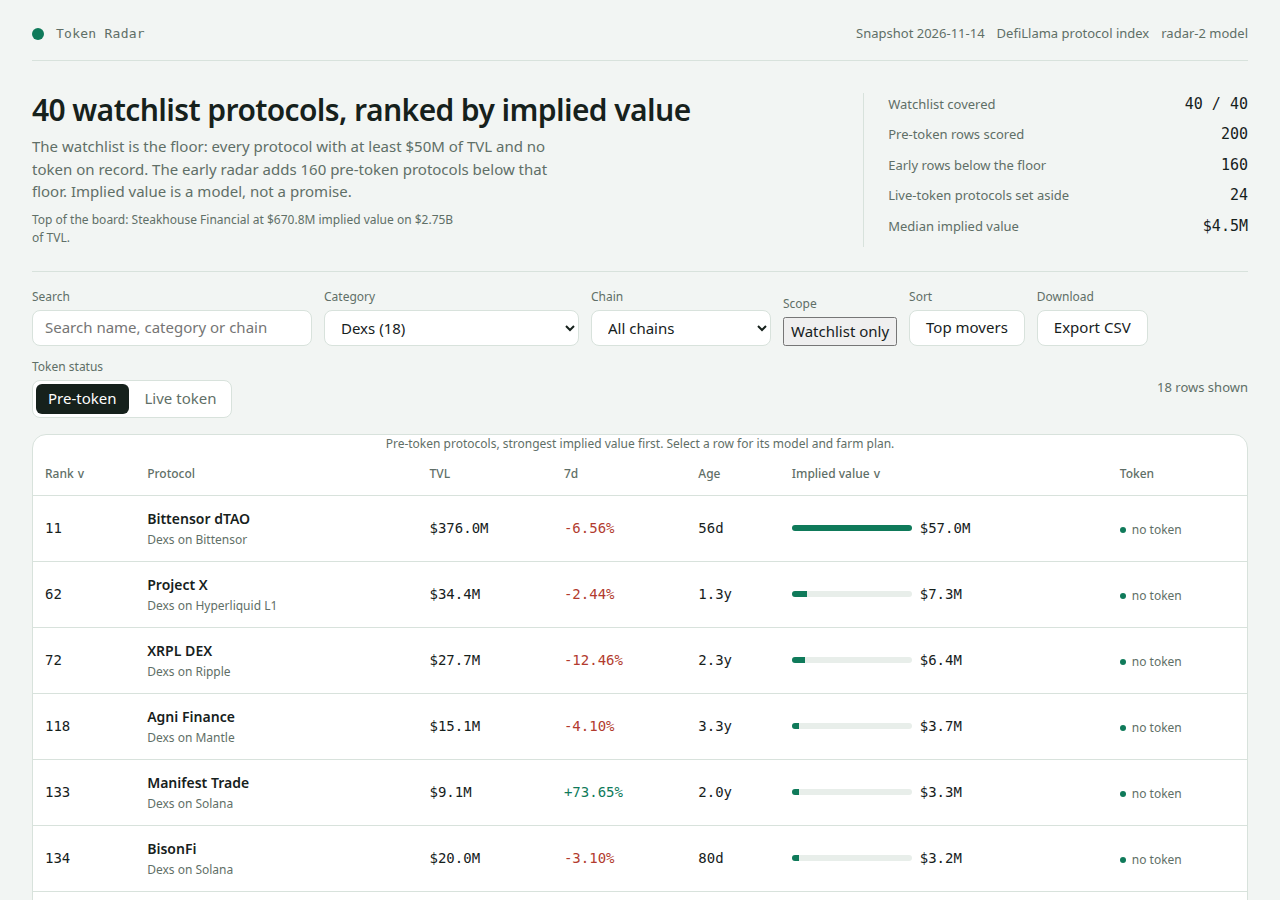 Token Radar
Snapshot 2026-11-14 DefiLlama protocol index radar-2 model
40 watchlist protocols, ranked by implied value
The watchlist is the floor: every protocol with at least $50M of TVL and no
token on record. The early radar adds 160 pre-token protocols below that
floor. Implied value is a model, not a promise.
Top of the board: Steakhouse Financial at $670.8M implied value on $2.75B
of TVL.
Watchlist covered 40 / 40
Pre-token rows scored 200
Early rows below the floor 160
Live-token protocols set aside 24
Median implied value $4.5M
Search Category Chain Scope Sort Download
Search name, category or chain Dexs (18) All chains Watchlist only Top movers Export CSV
Token status
Pre-token Live token 18 rows shown
Pre-token protocols, strongest implied value first. Select a row for its model and farm plan.
Rank v Protocol TVL 7d Age Implied value v Token
11 Bittensor dTAO $376.0M -6.56% 56d $57.0M no token
Dexs on Bittensor
62 Project X $34.4M -2.44% 1.3y $7.3M no token
Dexs on Hyperliquid L1
72 XRPL DEX $27.7M -12.46% 2.3y $6.4M no token
Dexs on Ripple
118 Agni Finance $15.1M -4.10% 3.3y $3.7M no token
Dexs on Mantle
133 Manifest Trade $9.1M +73.65% 2.0y $3.3M no token
Dexs on Solana
134 BisonFi $20.0M -3.10% 80d $3.2M no token
Dexs on Solana